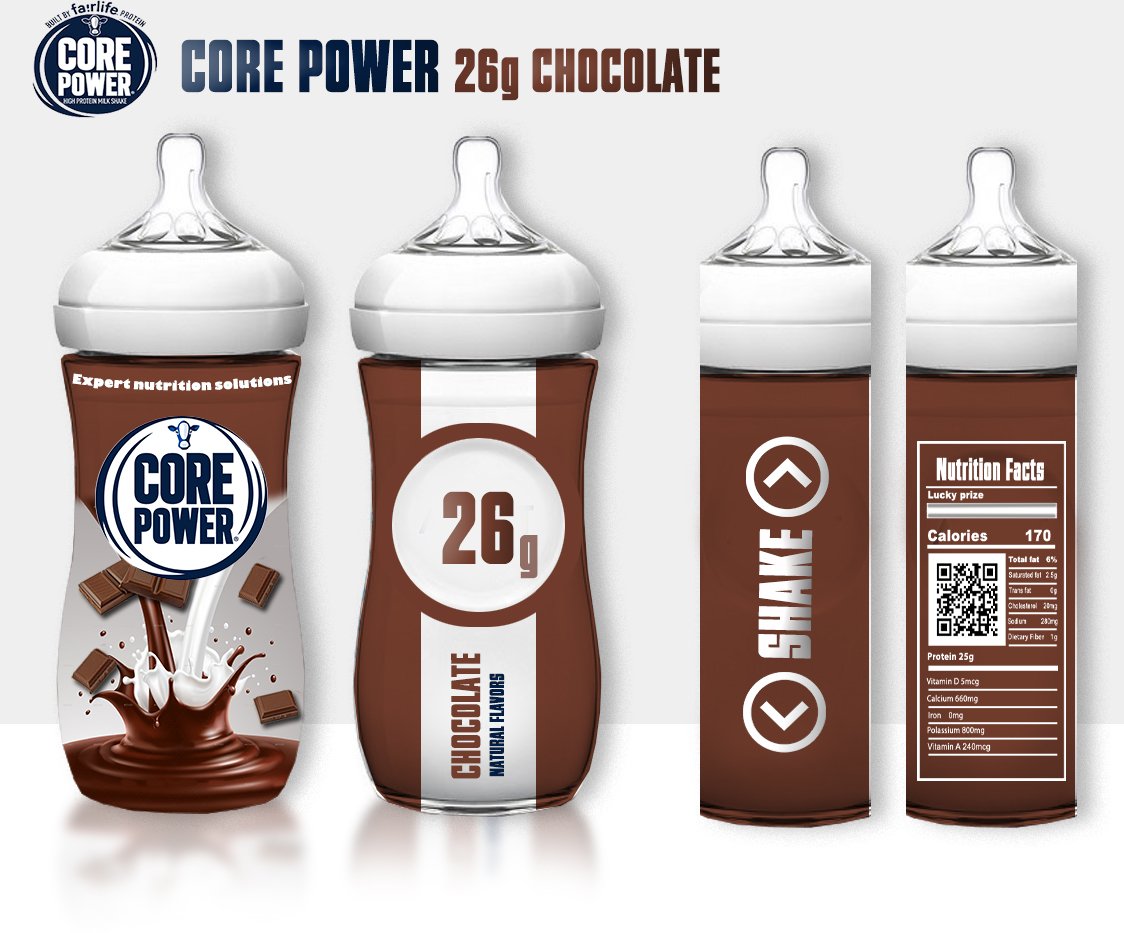 BUILT BY fa!rlife PROTEIN
CORE
POWER®
HIGH PROTEIN MILK SHAKE
CORE POWER 26g CHOCOLATE
Expert nutrition solutions
CORE
POWER®
26g
CHOCOLATE
NATURAL FLAVORS
SHAKE
Nutrition Facts
Lucky prize
Calories 170
Total fat 6%
Saturated fat 2.5g
Trans fat 0g
Cholesterol 20mg
Sodium 280mg
Dietary Fiber 1g
Protein 25g
Vitamin D 5mcg
Calcium 660mg
Iron 0mg
Polassium 800mg
Vitamin A 240mcg